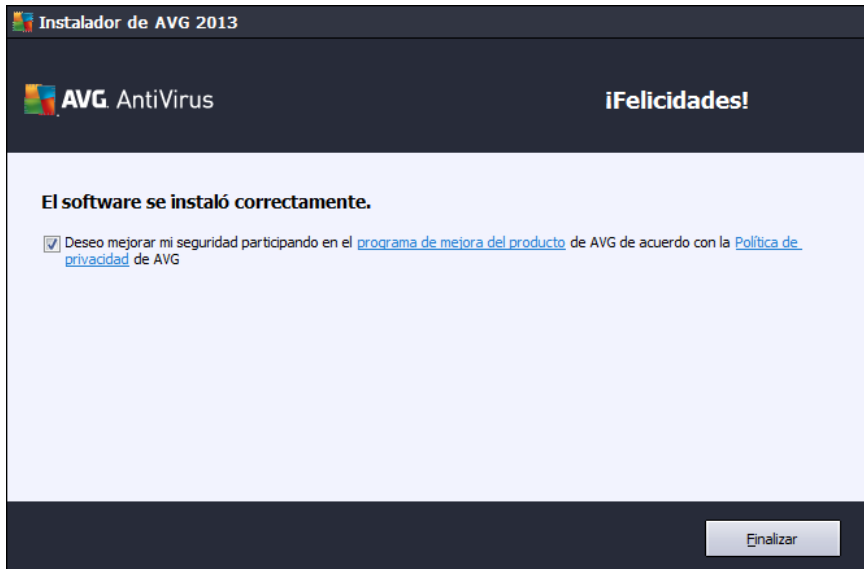 Instalador de AVG 2013
AVG. AntiVirus
¡Felicidades!
El software se instaló correctamente.
Deseo mejorar mi seguridad participando en el programa de mejora del producto de AVG de acuerdo con la Política de
privacidad de AVG
Finalizar